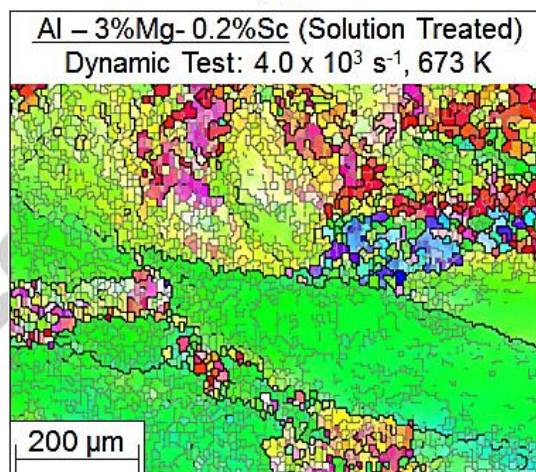 Al – 3%Mg- 0.2%Sc (Solution Treated)
Dynamic Test: 4.0 x 10³ s⁻¹, 673 K
200 µm